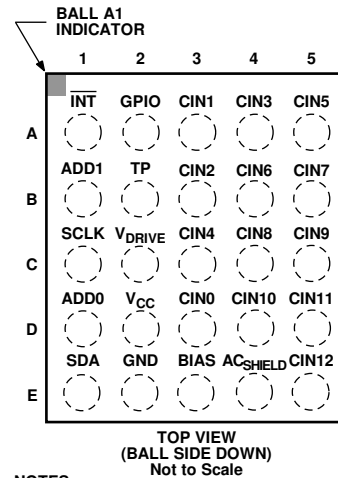 BALL A1
INDICATOR
1 2 3 4 5
INT GPIO CIN1 CIN3 CIN5
A
ADD1 TP CIN2 CIN6 CIN7
B
SCLK VDRIVE CIN4 CIN8 CIN9
C
ADD0 VCC CIN0 CIN10 CIN11
D
SDA GND BIAS ACSHIELD CIN12
E
TOP VIEW
(BALL SIDE DOWN)
Not to Scale
NOTES